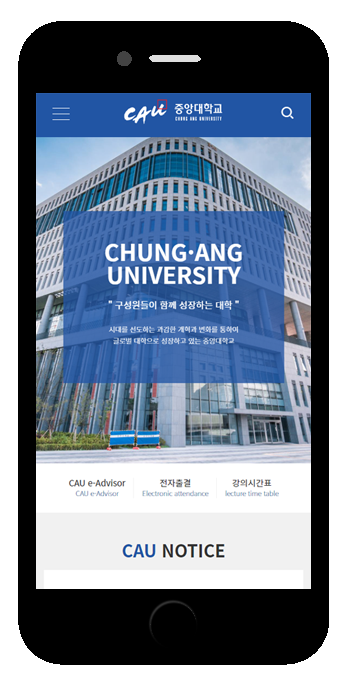 CAU 중앙대학교
CHUNG ANG UNIVERSITY
CHUNG·ANG
UNIVERSITY
" 구성원들이 함께 성장하는 대학 "
시대를 선도하는 과감한 개혁과 변화를 통하여
글로벌 대학으로 성장하고 있는 중앙대학교
CAU e-Advisor
CAU e-Advisor
전자출결
Electronic attendance
강의시간표
lecture time table
CAU NOTICE